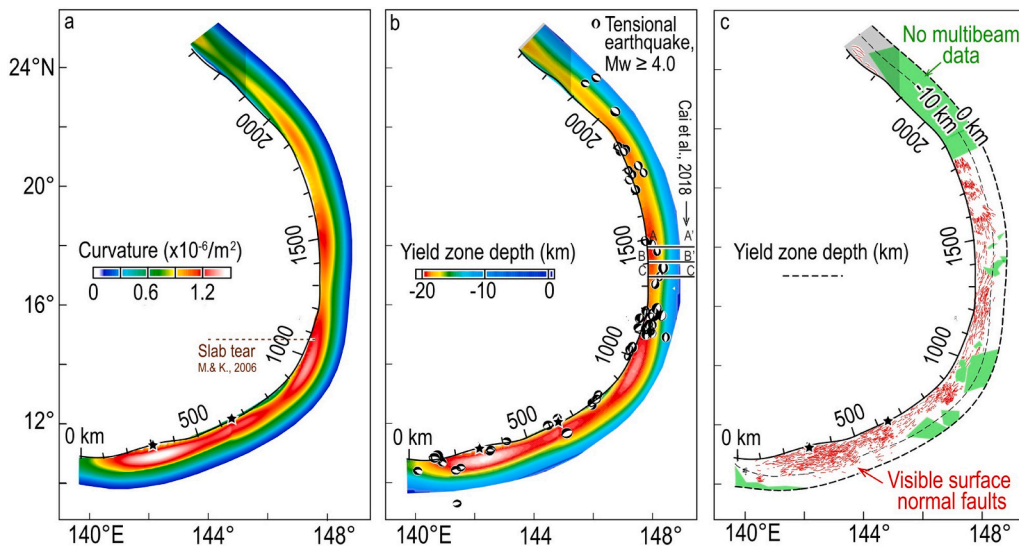 a
24°N
20°
16°
12°
2000
1500
1000
500
0 km
Curvature (x10⁻⁶/m²)
0 0.6 1.2
Slab tear
M.& K., 2006
140°E 144° 148°
b
Tensional
earthquake,
Mw ≥ 4.0
Cai et al., 2018
2000
1500
1000
500
0 km
A A'
B B'
C C'
Yield zone depth (km)
-20 -10 0
140°E 144° 148°
c
No multibeam
data
-10 km
0 km
2000
1500
1000
500
0 km
Yield zone depth (km)
Visible surface
normal faults
140°E 144° 148°